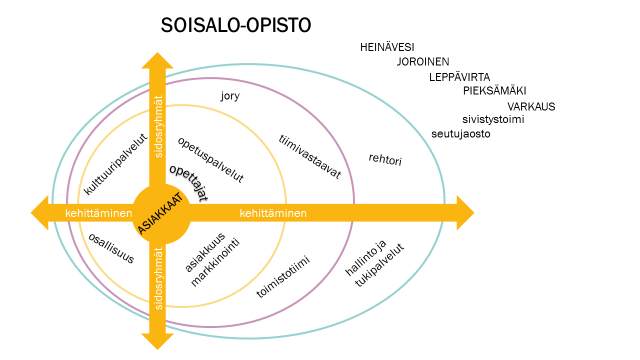 SOISALO-OPISTO
HEINÄVESI
JOROINEN
LEPPÄVIRTA
PIEKSÄMÄKI
VARKAUS
sivistystoimi
seutujaosto
jory
sidosryhmät
kulttuuripalvelut
opetuspalvelut
tiimivastaavat
rehtori
opettajat
ASIAKKAAT
kehittäminen
kehittäminen
osallisuus
asiakkuus
markkinointi
toimistotiimi
hallinto ja
tukipalvelut
sidosryhmät